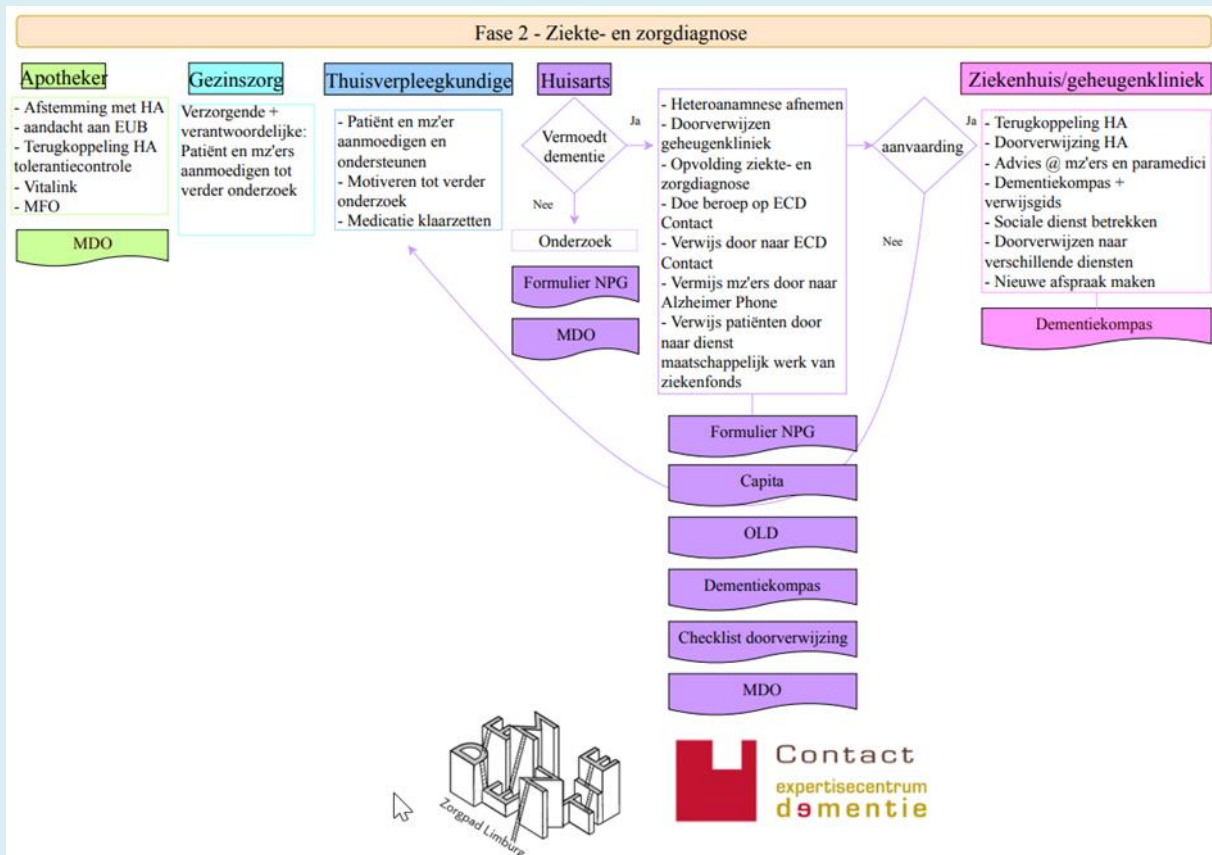 Fase 2 - Ziekte- en zorgdiagnose
Apotheker
- Afstemming met HA
- aandacht aan EUB
- Terugkoppeling HA
tolerantiecontrole
- Vitalink
- MFO
MDO
Gezinszorg
Verzorgende +
verantwoordelijke:
Patiënt en mz'ers
aanmoedigen tot
verder onderzoek
Thuisverpleegkundige
- Patiënt en mz'er
aanmoedigen en
ondersteunen
- Motiveren tot verder
onderzoek
- Medicatie klaarzetten
Huisarts
Vermoedt
dementie
Ja
Nee
Onderzoek
Formulier NPG
MDO
- Heteroanamnese afnemen
- Doorverwijzen
geheugenkliniek
- Opvolding ziekte- en
zorgdiagnose
- Doe beroep op ECD
Contact
- Verwijs door naar ECD
Contact
- Vermijs mz'ers door naar
Alzheimer Phone
- Verwijs patiënten door
naar dienst
maatschappelijk werk van
ziekenfonds
Formulier NPG
Capita
OLD
Dementiekompas
Checklist doorverwijzing
MDO
aanvaarding
Ja
Nee
Ziekenhuis/geheugenkliniek
- Terugkoppeling HA
- Doorverwijzing HA
- Advies @ mz'ers en paramedici
- Dementiekompas +
verwijsgids
- Sociale dienst betrekken
- Doorverwijzen naar
verschillende diensten
- Nieuwe afspraak maken
Dementiekompas
DEMENTIE
Zorgpad Limburg
Contact
expertisecentrum
dementie